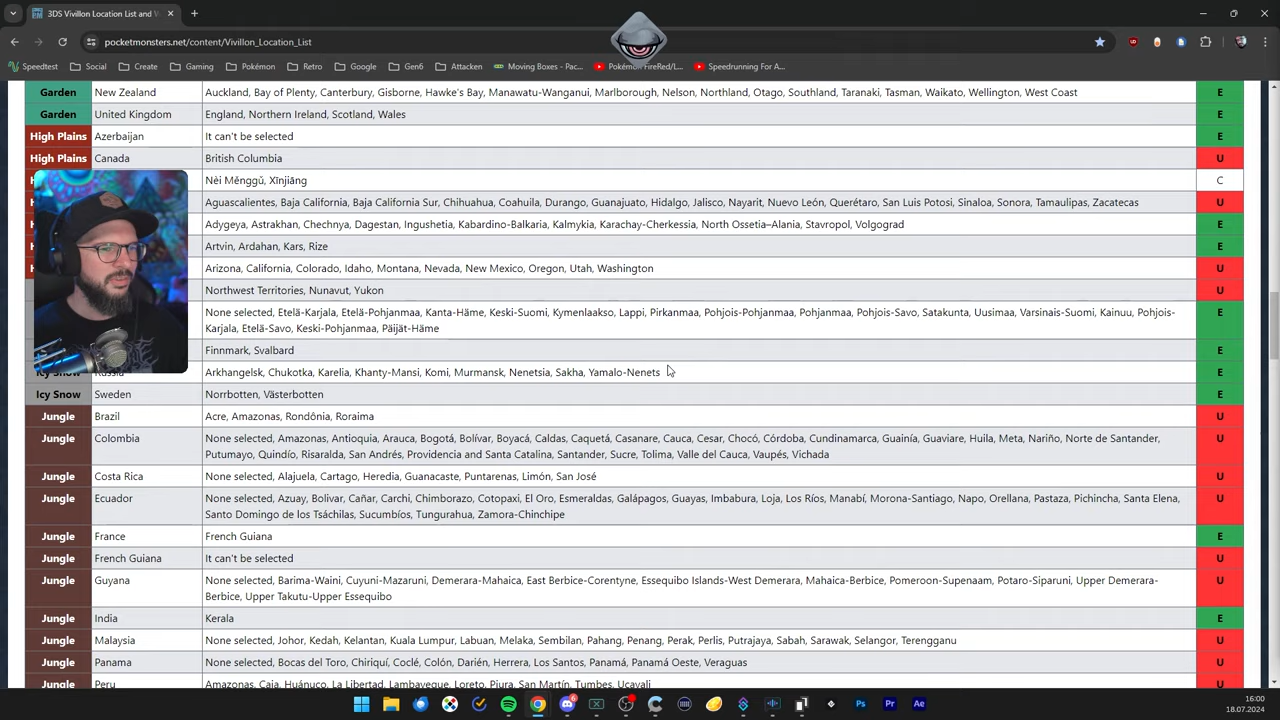 3DS Vivillon Location List and W
pocketmonsters.net/content/Vivillon_Location_List
Speedtest Social Create Gaming Pokémon Retro Google Gen6 Attacken Moving Boxes - Pac... Pokémon FireRed/L... Speedrunning For A...
Garden New Zealand Auckland, Bay of Plenty, Canterbury, Gisborne, Hawke's Bay, Manawatu-Wanganui, Marlborough, Nelson, Northland, Otago, Southland, Taranaki, Tasman, Waikato, Wellington, West Coast E
Garden United Kingdom England, Northern Ireland, Scotland, Wales E
High Plains Azerbaijan It can't be selected E
High Plains Canada British Columbia U
Nèi Měnggǔ, Xīnjiāng C
Aguascalientes, Baja California, Baja California Sur, Chihuahua, Coahuila, Durango, Guanajuato, Hidalgo, Jalisco, Nayarit, Nuevo León, Querétaro, San Luis Potosi, Sinaloa, Sonora, Tamaulipas, Zacatecas U
Adygeya, Astrakhan, Chechnya, Dagestan, Ingushetia, Kabardino-Balkaria, Kalmykia, Karachay-Cherkessia, North Ossetia–Alania, Stavropol, Volgograd E
Artvin, Ardahan, Kars, Rize E
Arizona, California, Colorado, Idaho, Montana, Nevada, New Mexico, Oregon, Utah, Washington U
Northwest Territories, Nunavut, Yukon U
None selected, Etelä-Karjala, Etelä-Pohjanmaa, Kanta-Häme, Keski-Suomi, Kymenlaakso, Lappi, Pirkanmaa, Pohjois-Pohjanmaa, Pohjanmaa, Pohjois-Savo, Satakunta, Uusimaa, Varsinais-Suomi, Kainuu, Pohjois- E
Karjala, Etelä-Savo, Keski-Pohjanmaa, Päijät-Häme
Finnmark, Svalbard E
Icy Snow Russia Arkhangelsk, Chukotka, Karelia, Khanty-Mansi, Komi, Murmansk, Nenetsia, Sakha, Yamalo-Nenets E
Icy Snow Sweden Norrbotten, Västerbotten E
Jungle Brazil Acre, Amazonas, Rondônia, Roraima U
Jungle Colombia None selected, Amazonas, Antioquia, Arauca, Bogotá, Bolívar, Boyacá, Caldas, Caquetá, Casanare, Cauca, Cesar, Chocó, Córdoba, Cundinamarca, Guainía, Guaviare, Huila, Meta, Nariño, Norte de Santander, U
Putumayo, Quindío, Risaralda, San Andrés, Providencia and Santa Catalina, Santander, Sucre, Tolima, Valle del Cauca, Vaupés, Vichada
Jungle Costa Rica None selected, Alajuela, Cartago, Heredia, Guanacaste, Puntarenas, Limón, San José U
Jungle Ecuador None selected, Azuay, Bolivar, Cañar, Carchi, Chimborazo, Cotopaxi, El Oro, Esmeraldas, Galápagos, Guayas, Imbabura, Loja, Los Ríos, Manabí, Morona-Santiago, Napo, Orellana, Pastaza, Pichincha, Santa Elena, U
Santo Domingo de los Tsáchilas, Sucumbíos, Tungurahua, Zamora-Chinchipe
Jungle France French Guiana E
Jungle French Guiana It can't be selected U
Jungle Guyana None selected, Barima-Waini, Cuyuni-Mazaruni, Demerara-Mahaica, East Berbice-Corentyne, Essequibo Islands-West Demerara, Mahaica-Berbice, Pomeroon-Supenaam, Potaro-Siparuni, Upper Demerara- U
Berbice, Upper Takutu-Upper Essequibo
Jungle India Kerala E
Jungle Malaysia None selected, Johor, Kedah, Kelantan, Kuala Lumpur, Labuan, Melaka, Sembilan, Pahang, Penang, Perak, Perlis, Putrajaya, Sabah, Sarawak, Selangor, Terengganu U
Jungle Panama None selected, Bocas del Toro, Chiriquí, Coclé, Colón, Darién, Herrera, Los Santos, Panamá, Panamá Oeste, Veraguas U
Jungle Peru Amazonas, Caja, Huánuco, La Libertad, Lambayeque, Loreto, Piura, San Martín, Tumbes, Ucayali U
16:00
18.07.2024